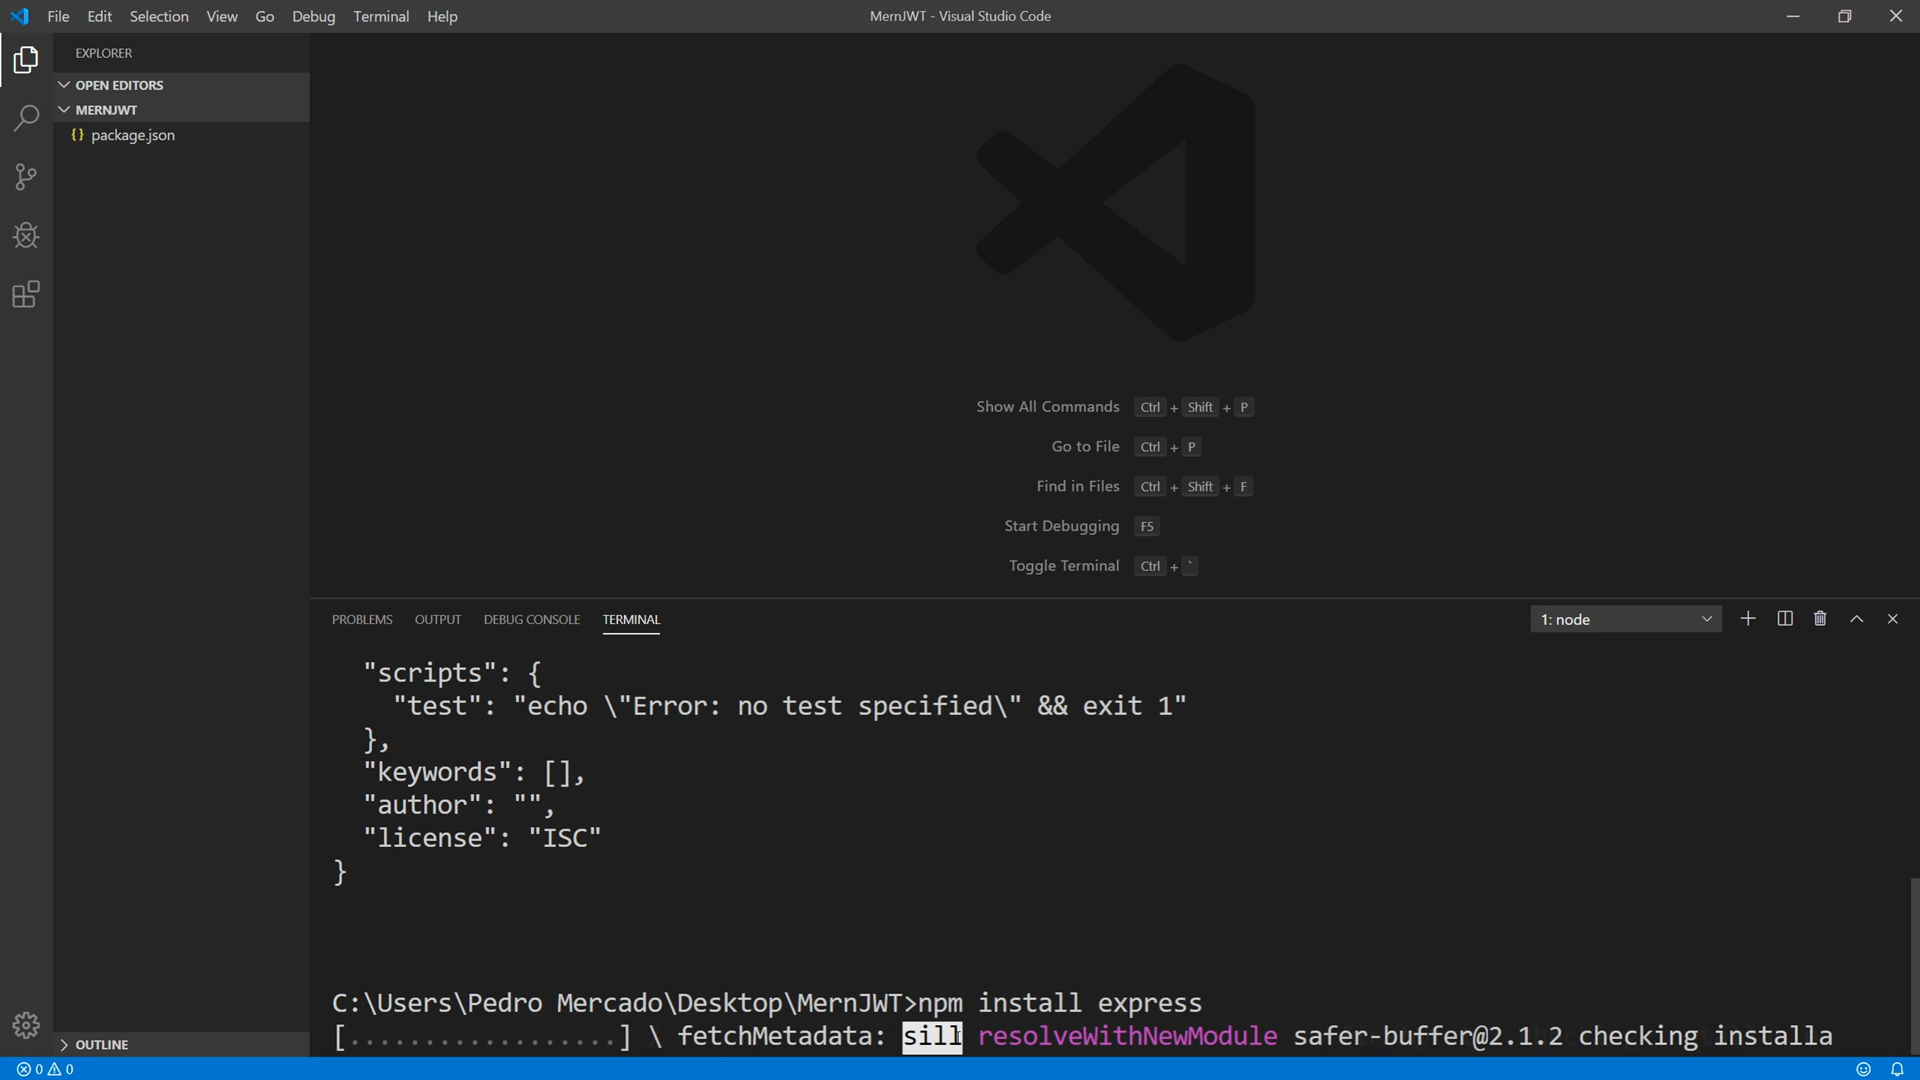 File Edit Selection View Go Debug Terminal Help
MernJWT - Visual Studio Code
EXPLORER
OPEN EDITORS
MERNJWT
{} package.json
Show All Commands Ctrl + Shift + P
Go to File Ctrl + P
Find in Files Ctrl + Shift + F
Start Debugging F5
Toggle Terminal Ctrl + `
PROBLEMS OUTPUT DEBUG CONSOLE TERMINAL
1: node
"scripts": {
"test": "echo \"Error: no test specified\" && exit 1"
},
"keywords": [],
"author": "",
"license": "ISC"
}
C:\Users\Pedro Mercado\Desktop\MernJWT>npm install express
[..................] \ fetchMetadata: sill resolveWithNewModule safer-buffer@2.1.2 checking installa
OUTLINE
0 0